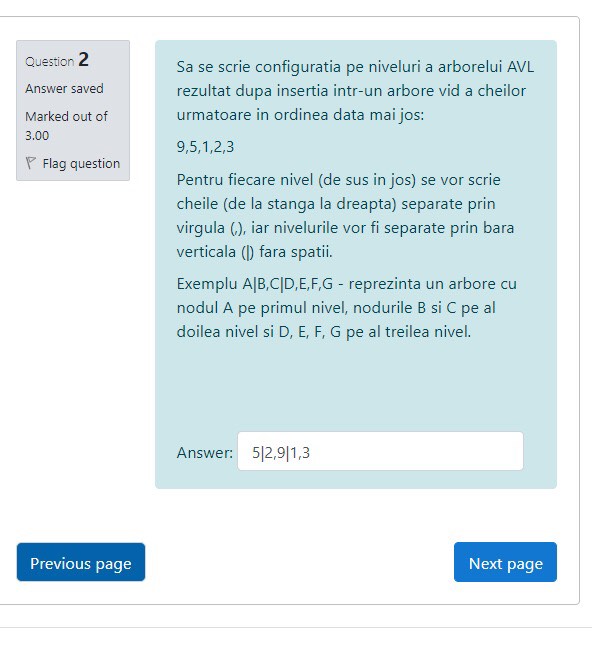 Question 2
Answer saved
Marked out of
3.00
Flag question
Sa se scrie configuratia pe niveluri a arborelui AVL
rezultat dupa insertia intr-un arbore vid a cheilor
urmatoare in ordinea data mai jos:
9,5,1,2,3
Pentru fiecare nivel (de sus in jos) se vor scrie
cheile (de la stanga la dreapta) separate prin
virgula (,), iar nivelurile vor fi separate prin bara
verticala (|) fara spatii.
Exemplu A|B,C|D,E,F,G - reprezinta un arbore cu
nodul A pe primul nivel, nodurile B si C pe al
doilea nivel si D, E, F, G pe al treilea nivel.
Answer: 5|2,9|1,3
Previous page
Next page